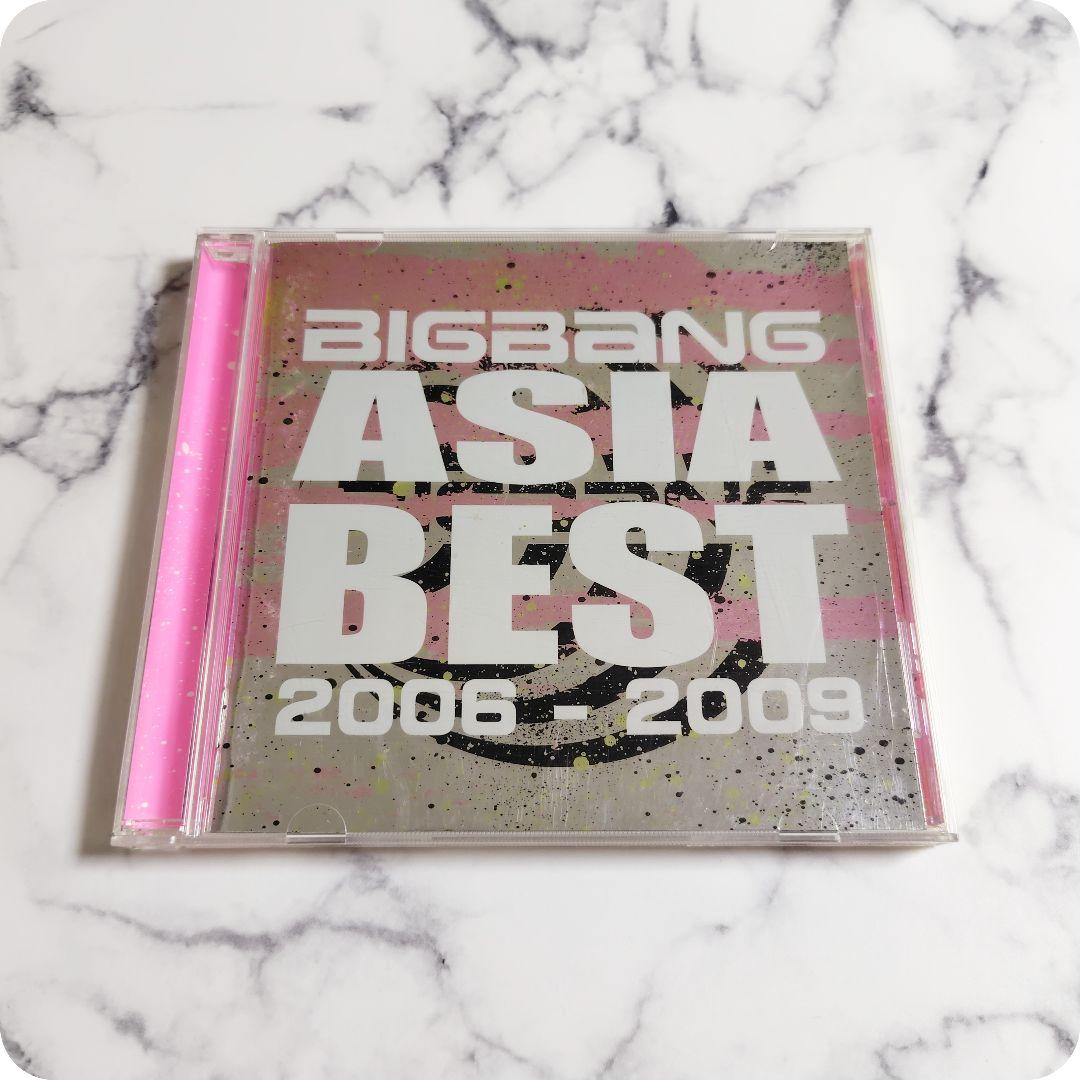 BIGBANG
ASIA
BEST
2006 - 2009